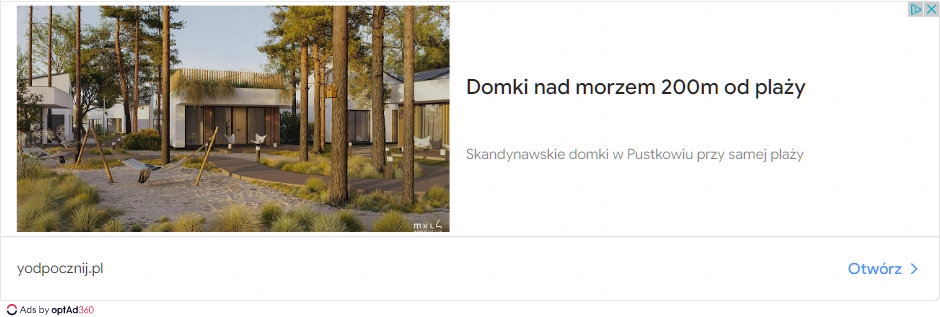 Domki nad morzem 200m od plaży
Skandynawskie domki w Pustkowiu przy samej plaży
MXL4
yodpocznij.pl
Otwórz
Ads by optAd360